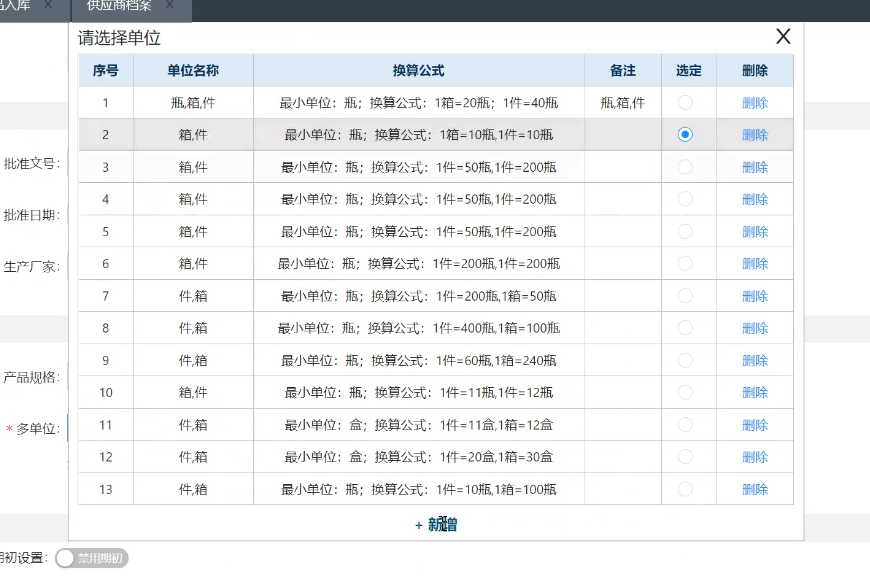 品入库 X 供应商档案 X
请选择单位 X
序号 单位名称 换算公式 备注 选定 删除
1 瓶,箱,件 最小单位：瓶；换算公式：1箱=20瓶；1件=40瓶 瓶,箱,件 删除
2 箱,件 最小单位：瓶；换算公式：1箱=10瓶,1件=10瓶 删除
3 箱,件 最小单位：瓶；换算公式：1件=50瓶,1件=200瓶 删除
4 箱,件 最小单位：瓶；换算公式：1件=50瓶,1件=200瓶 删除
5 箱,件 最小单位：瓶；换算公式：1件=50瓶,1件=200瓶 删除
6 箱,件 最小单位：瓶；换算公式：1件=200瓶,1件=200瓶 删除
7 件,箱 最小单位：瓶；换算公式：1件=200瓶,1箱=50瓶 删除
8 件,箱 最小单位：瓶；换算公式：1件=400瓶,1箱=100瓶 删除
9 件,箱 最小单位：瓶；换算公式：1件=60瓶,1箱=240瓶 删除
10 箱,件 最小单位：瓶；换算公式：1件=11瓶,1件=12瓶 删除
11 件,箱 最小单位：盒；换算公式：1件=11盒,1箱=12盒 删除
12 件,箱 最小单位：盒；换算公式：1件=20盒,1箱=30盒 删除
13 件,箱 最小单位：瓶；换算公式：1件=10瓶,1箱=100瓶 删除
+ 新增
批准文号：
批准日期：
生产厂家：
产品规格：
* 多单位：
期初设置： 禁用期初